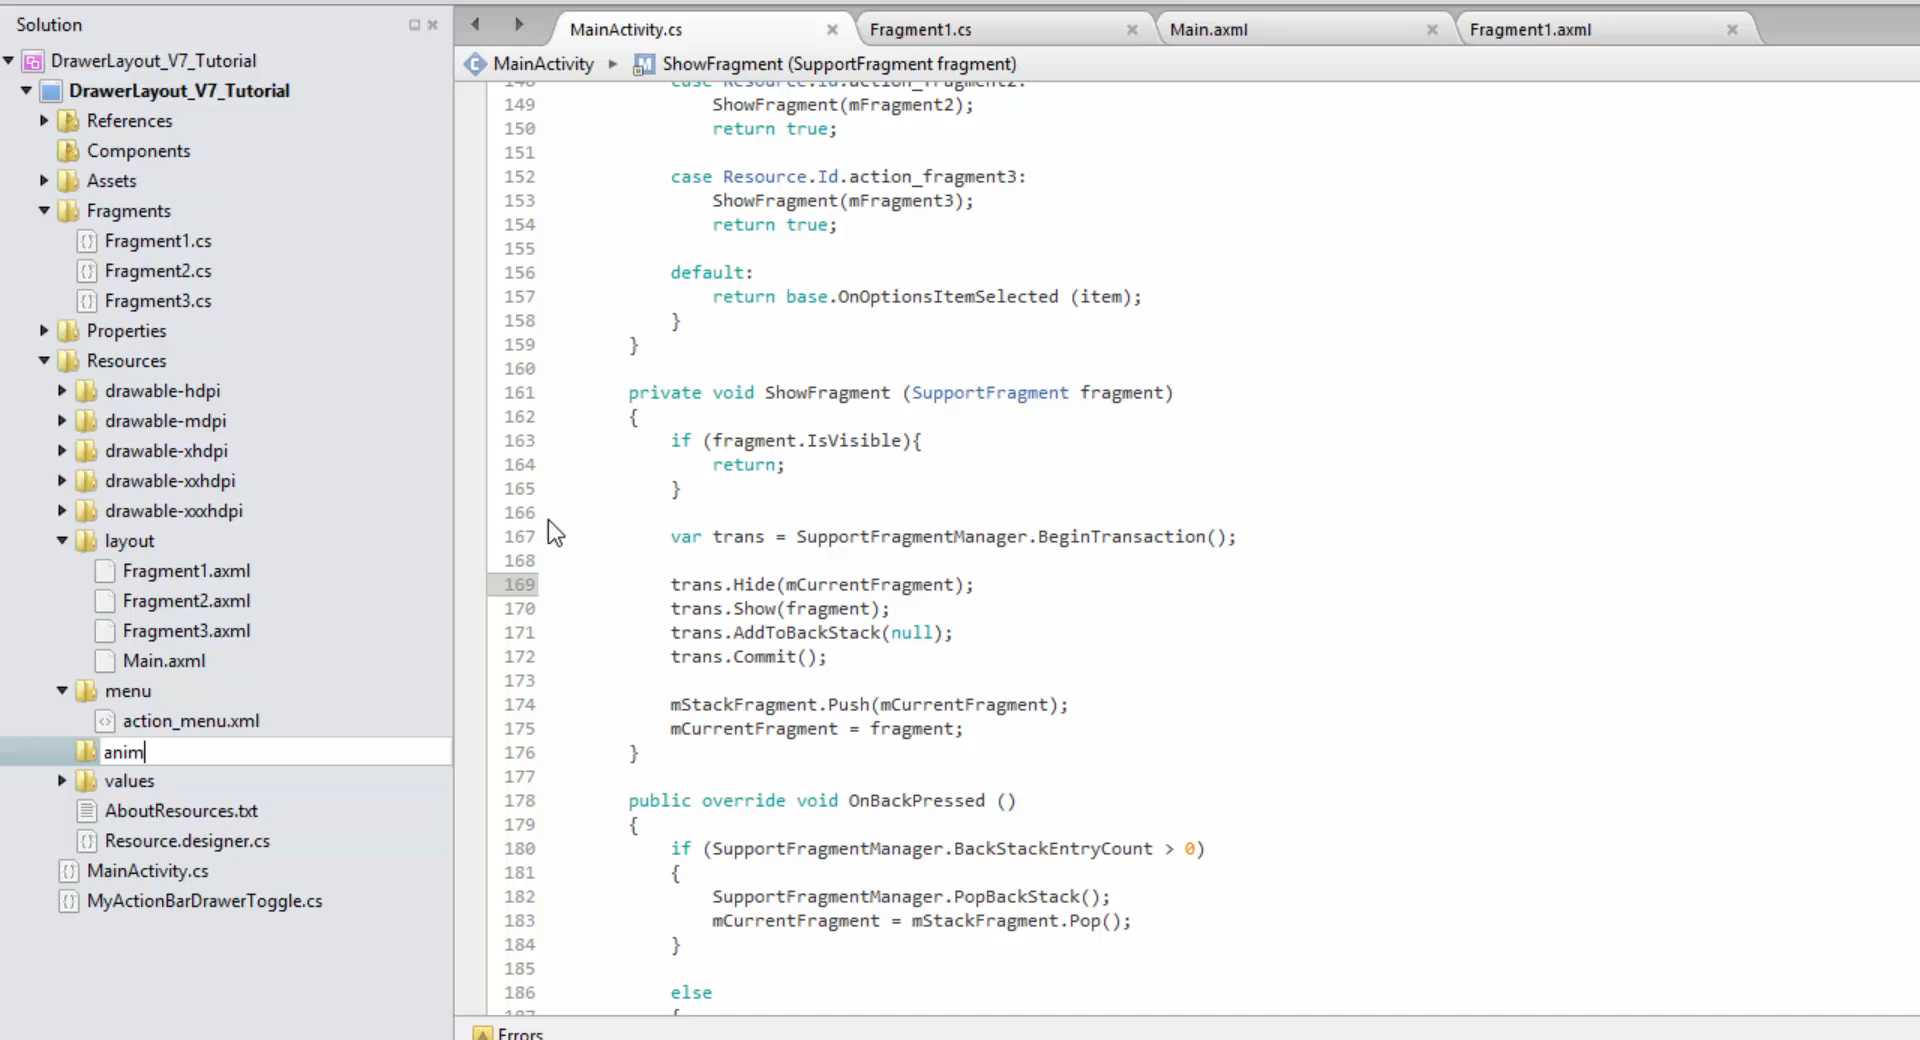 Solution
DrawerLayout_V7_Tutorial
DrawerLayout_V7_Tutorial
References
Components
Assets
Fragments
Fragment1.cs
Fragment2.cs
Fragment3.cs
Properties
Resources
drawable-hdpi
drawable-mdpi
drawable-xhdpi
drawable-xxhdpi
drawable-xxxhdpi
layout
Fragment1.axml
Fragment2.axml
Fragment3.axml
Main.axml
menu
action_menu.xml
anim
values
AboutResources.txt
Resource.designer.cs
MainActivity.cs
MyActionBarDrawerToggle.cs
MainActivity.cs Fragment1.cs Main.axml Fragment1.axml
MainActivity ShowFragment (SupportFragment fragment)
148 case Resource.Id.action_fragment2:
149 ShowFragment(mFragment2);
150 return true;
151
152 case Resource.Id.action_fragment3:
153 ShowFragment(mFragment3);
154 return true;
155
156 default:
157 return base.OnOptionsItemSelected (item);
158 }
159 }
160
161 private void ShowFragment (SupportFragment fragment)
162 {
163 if (fragment.IsVisible){
164 return;
165 }
166
167 var trans = SupportFragmentManager.BeginTransaction();
168
169 trans.Hide(mCurrentFragment);
170 trans.Show(fragment);
171 trans.AddToBackStack(null);
172 trans.Commit();
173
174 mStackFragment.Push(mCurrentFragment);
175 mCurrentFragment = fragment;
176 }
177
178 public override void OnBackPressed ()
179 {
180 if (SupportFragmentManager.BackStackEntryCount > 0)
181 {
182 SupportFragmentManager.PopBackStack();
183 mCurrentFragment = mStackFragment.Pop();
184 }
185
186 else
187 {
Errors